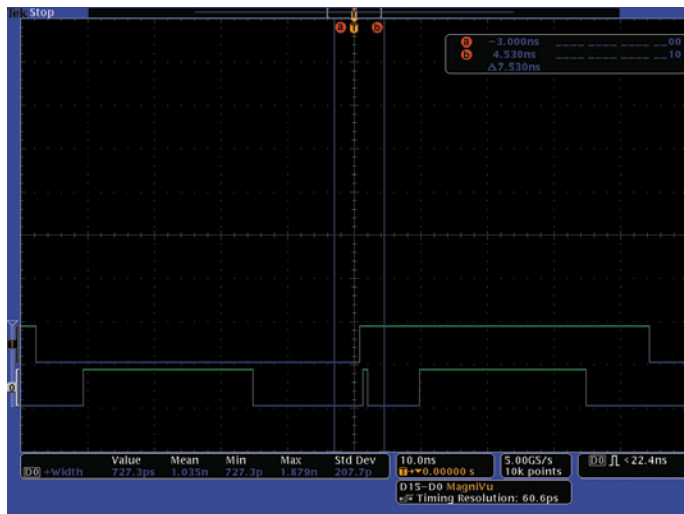 Tek Stop
a T b
a -3.000ns 00
b 4.530ns 10
Δ7.530ns
1
0
Value Mean Min Max Std Dev
D0 +Width 727.3ps 1.035n 727.3p 1.879n 207.7p
10.0ns
T→▼0.00000 s
5.00GS/s
10k points
D0 < 22.4ns
D15-D0 MagniVu
Timing Resolution: 60.6ps